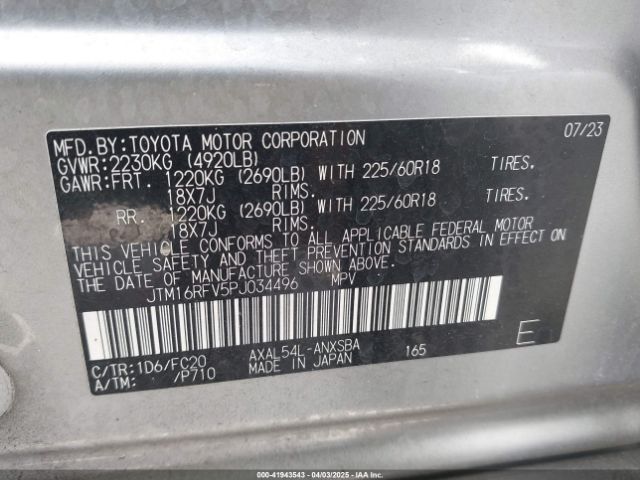 MFD.BY:TOYOTA MOTOR CORPORATION 07/23
GVWR:2230KG (4920LB)
GAWR:FRT. 1220KG (2690LB) WITH 225/60R18 TIRES.
18X7J RIMS.
RR. 1220KG (2690LB) WITH 225/60R18 TIRES.
18X7J RIMS.
THIS VEHICLE CONFORMS TO ALL APPLICABLE FEDERAL MOTOR
VEHICLE SAFETY AND THEFT PREVENTION STANDARDS IN EFFECT ON
THE DATE OF MANUFACTURE SHOWN ABOVE.
JTM16RFV5PJ034496 MPV
C/TR:1D6/FC20 AXAL54L-ANXSBA 165 E
A/TM: /P710 MADE IN JAPAN
000-41943543 - 04/03/2025 - IAAI.COM